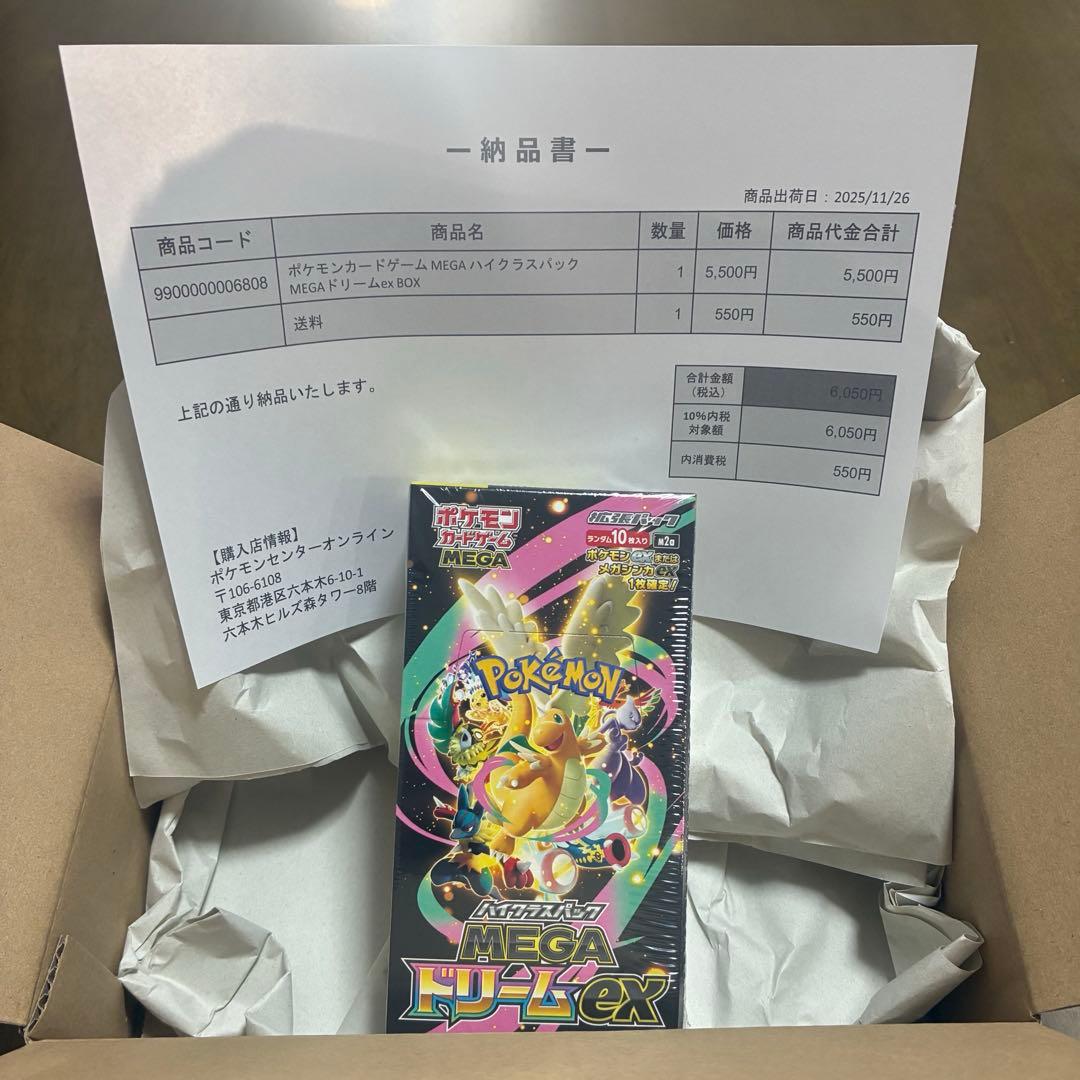 ー納品書ー
商品出荷日：2025/11/26
商品コード 商品名 数量 価格 商品代金合計
9900000006808 ポケモンカードゲーム MEGA ハイクラスパック 1 5,500円 5,500円
MEGAドリームex BOX
送料 1 550円 550円
上記の通り納品いたします。
合計金額
（税込） 6,050円
10%内税
対象額 6,050円
内消費税 550円
【購入店情報】
ポケモンセンターオンライン
〒106-6108
東京都港区六本木6-10-1
六本木ヒルズ森タワー8階
ポケモン
カードゲーム
MEGA
拡張パック
ランダム10枚入り M2a
ポケモンexまたは
メガシンカex
1枚確定！
POKéMON
ハイクラスパック
MEGA
ドリームex